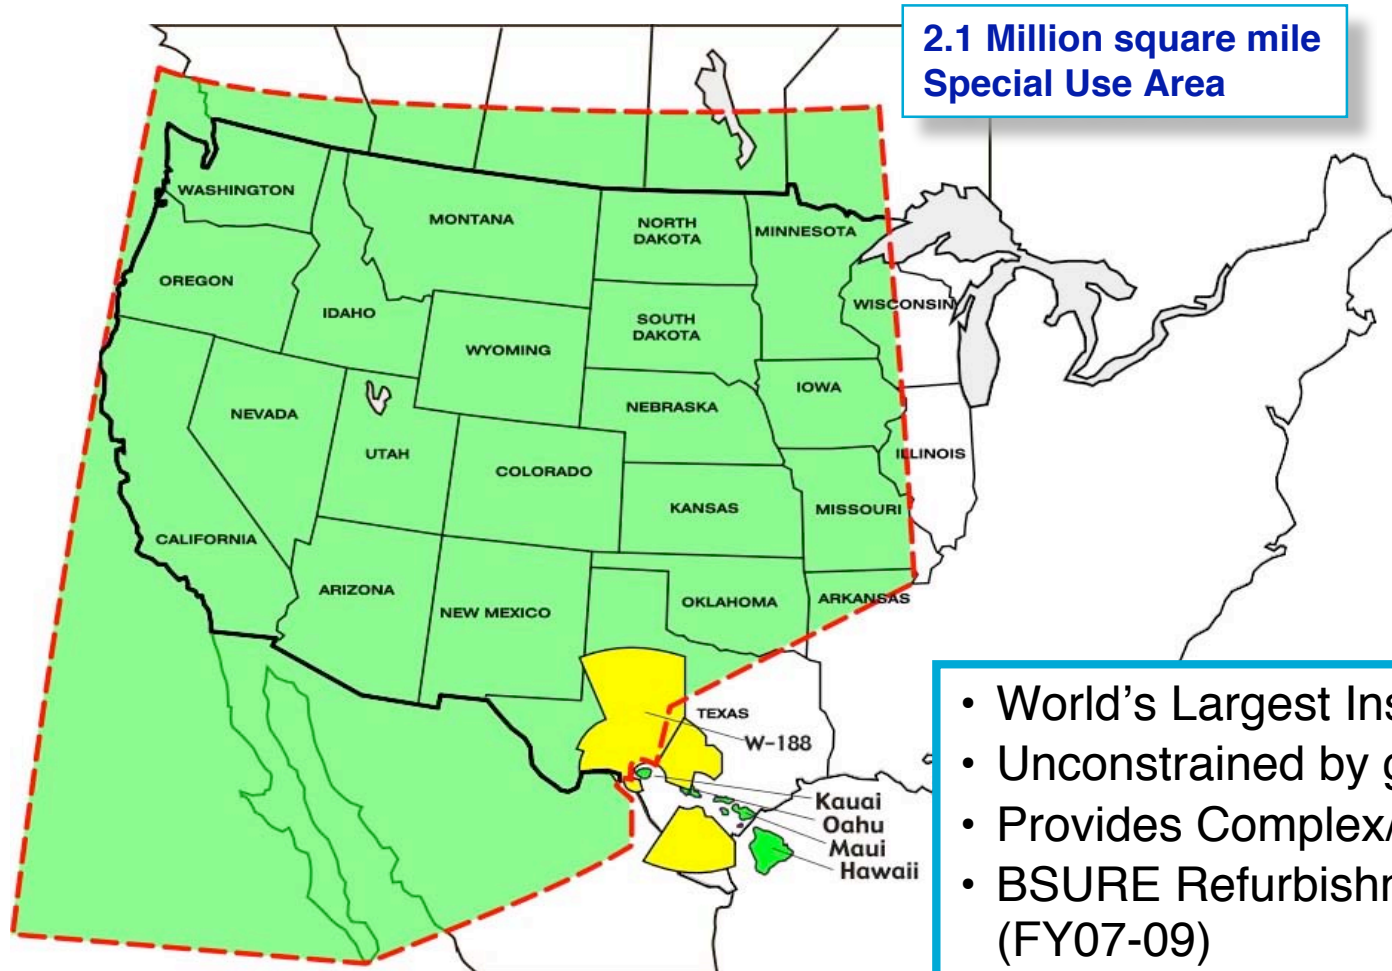 2.1 Million square mile
Special Use Area
WASHINGTON
MONTANA
NORTH
DAKOTA
MINNESOTA
OREGON
IDAHO
WISCONSIN
SOUTH
DAKOTA
WYOMING
IOWA
NEVADA
NEBRASKA
UTAH
COLORADO
ILLINOIS
KANSAS
MISSOURI
CALIFORNIA
ARIZONA
NEW MEXICO
OKLAHOMA
ARKANSAS
TEXAS
W-188
Kauai
Oahu
Maui
Hawaii
• World’s Largest
• Unconstrained by
• Provides Complex/
• BSURE
(FY07-09)